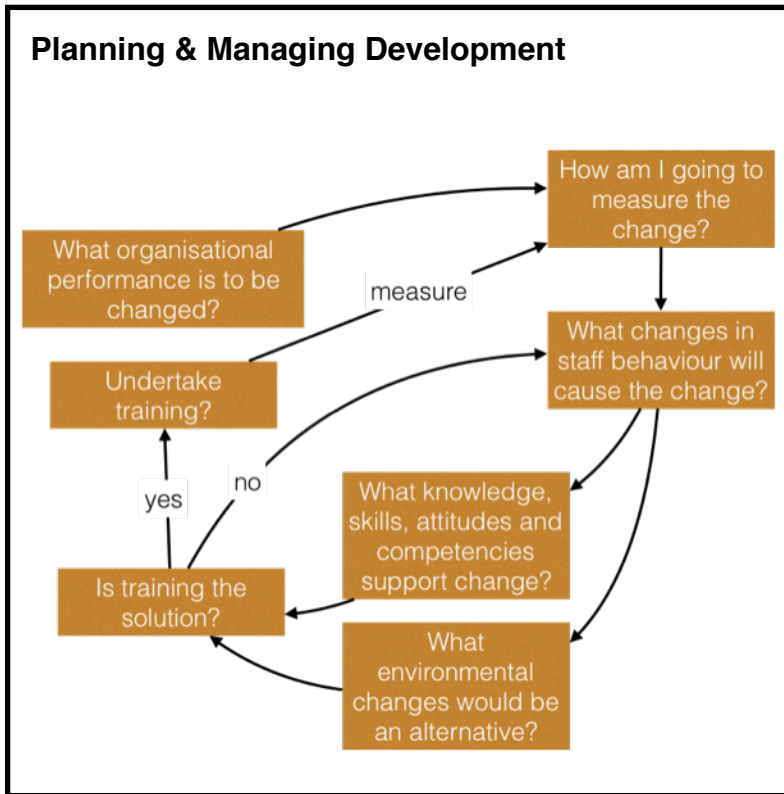 Planning & Managing Development
How am I going to
measure the
change?
What organisational
performance is to be
changed?
measure
What changes in
staff behaviour will
cause the change?
Undertake
training?
no
yes
What knowledge,
skills, attitudes and
competencies
support change?
Is training the
solution?
What
environmental
changes would be
an alternative?